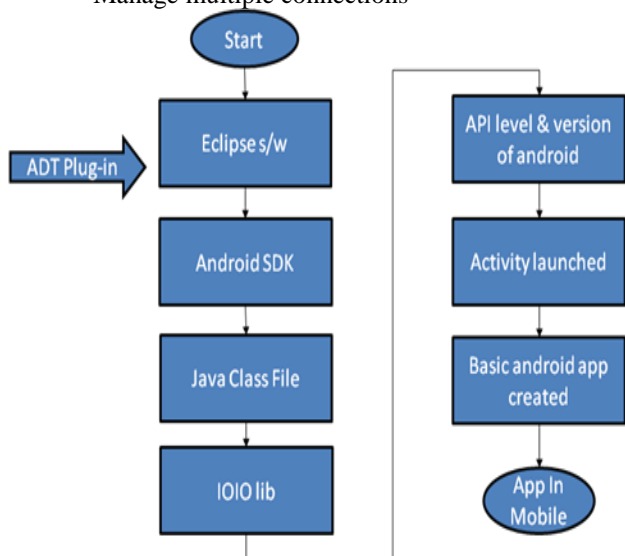 Manage multiple connections
Start
Eclipse s/w
ADT Plug-in
Android SDK
Java Class File
IOIO lib
API level & version
of android
Activity launched
Basic android app
created
App In
Mobile